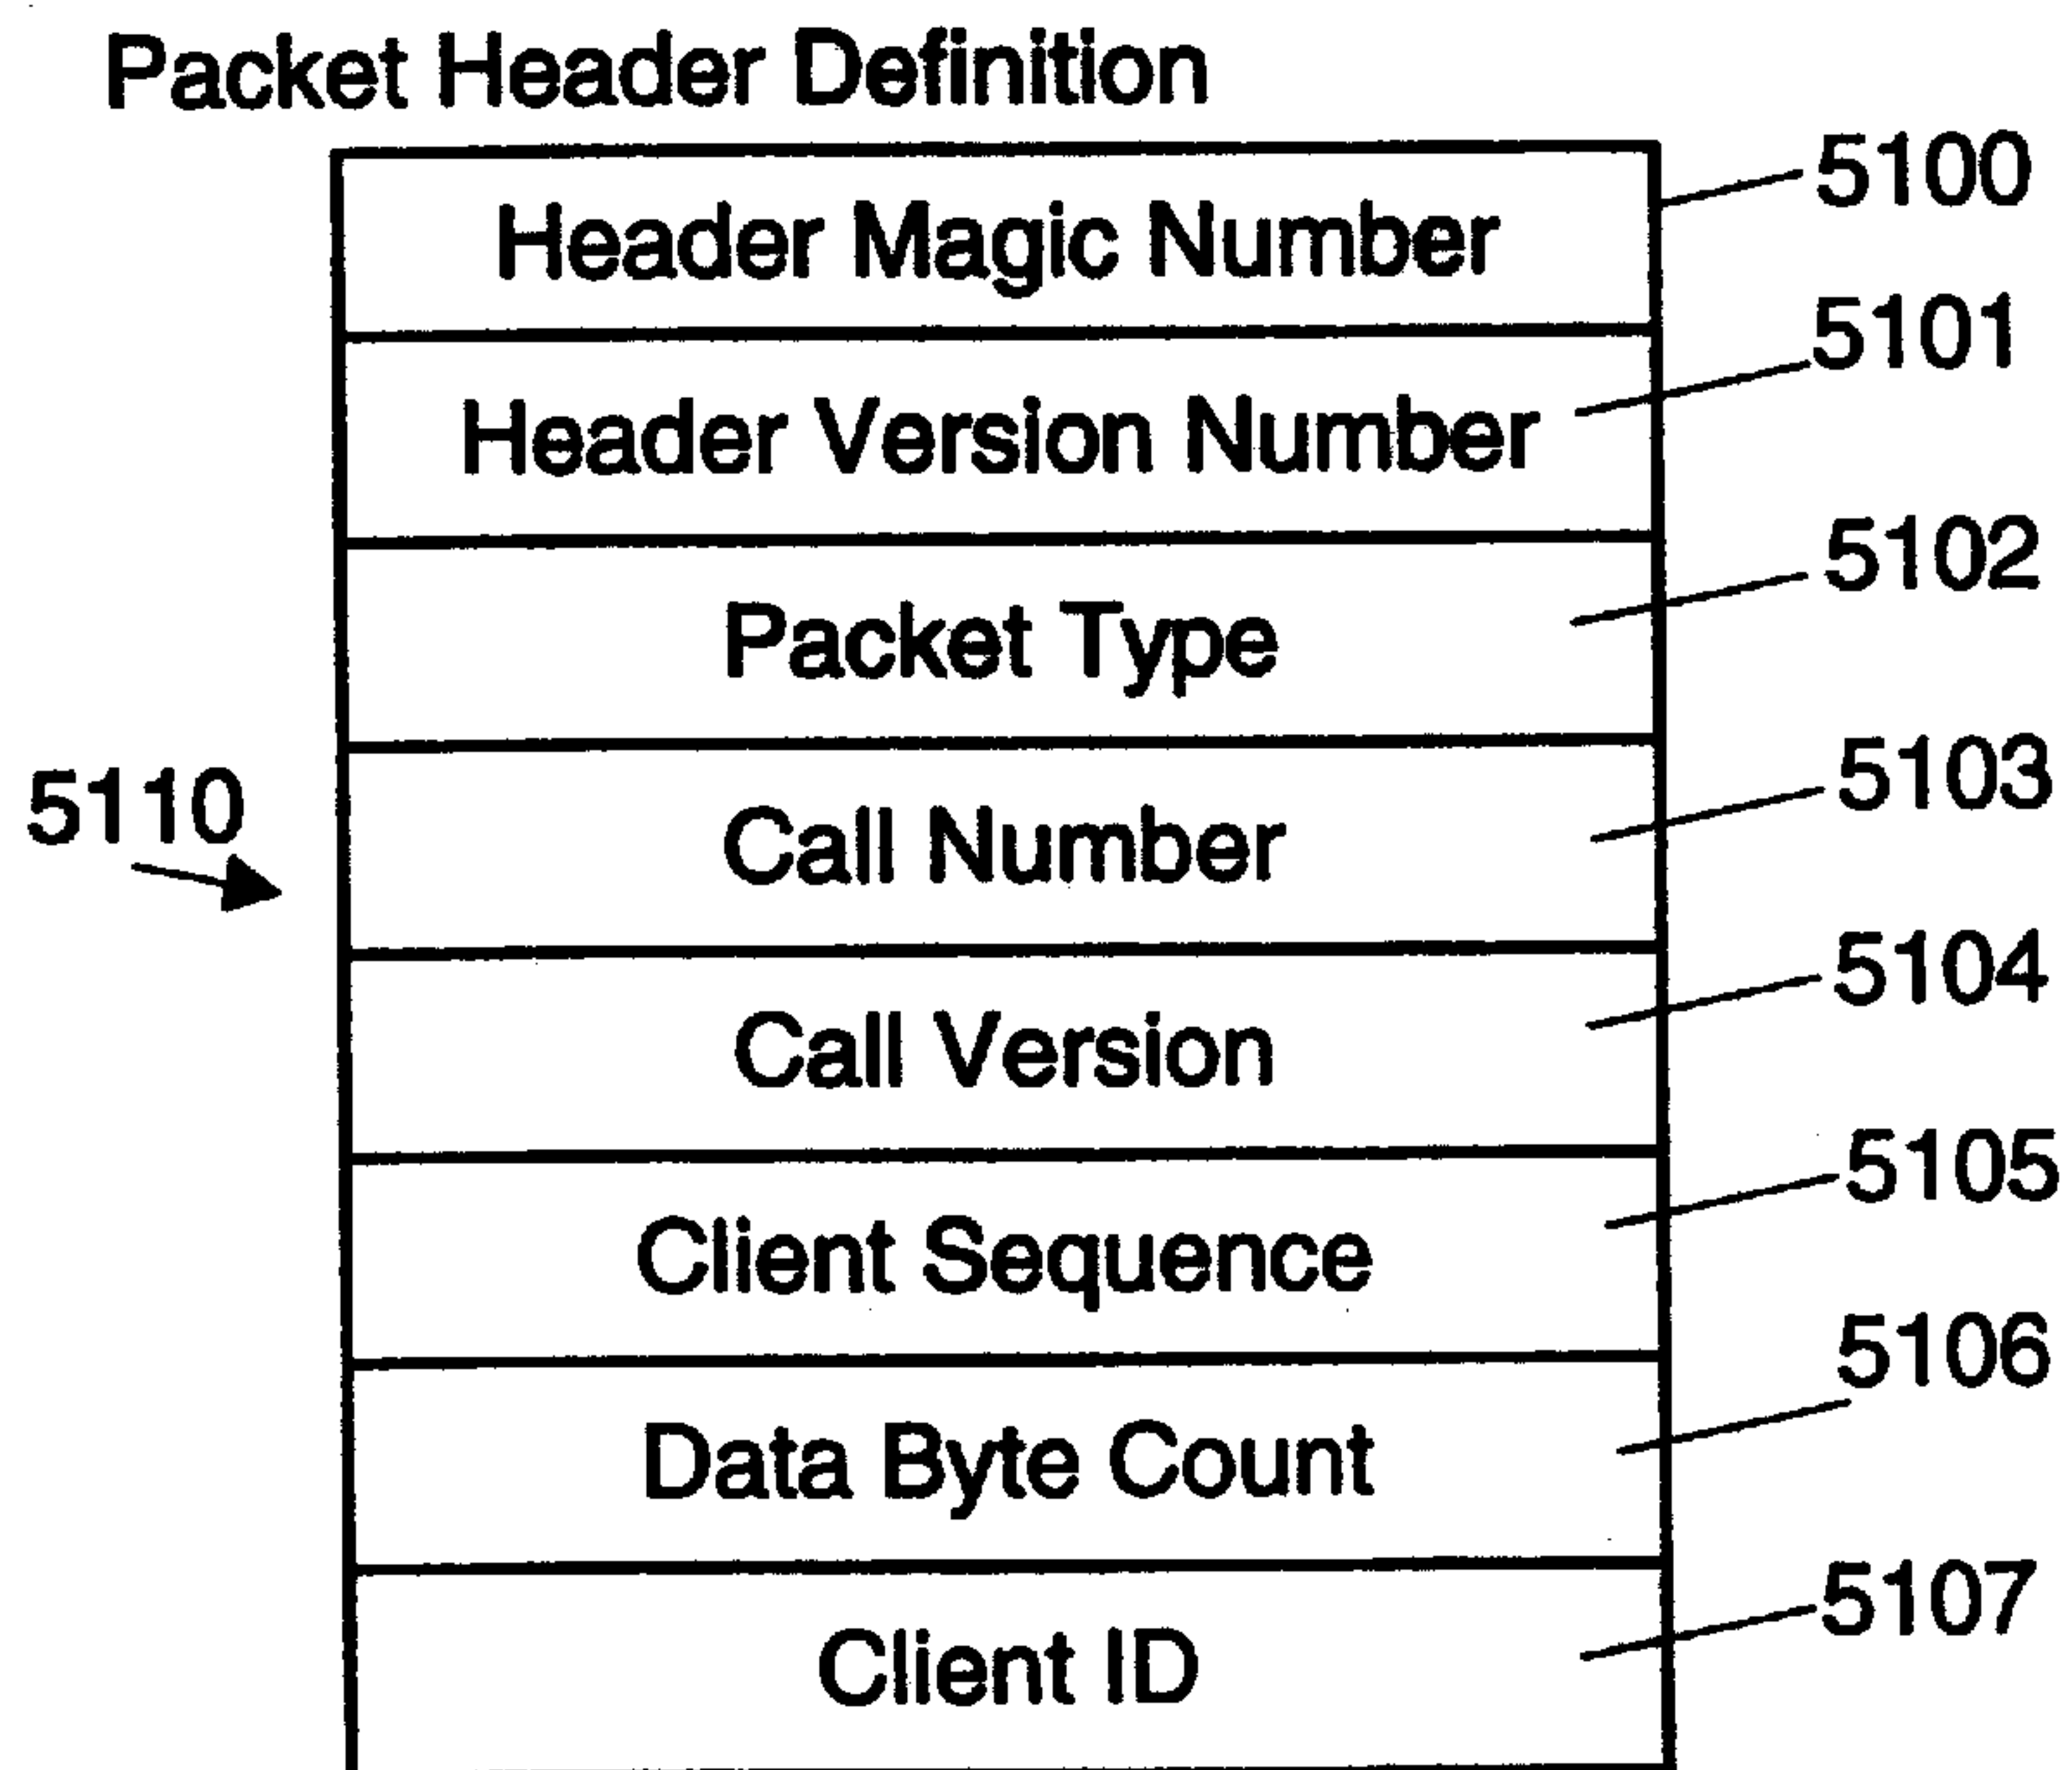 Packet Header Definition
5100
Header Magic Number
5101
Header Version Number
5102
Packet Type
5103
5110
Call Number
5104
Call Version
5105
Client Sequence
5106
Data Byte Count
5107
Client ID